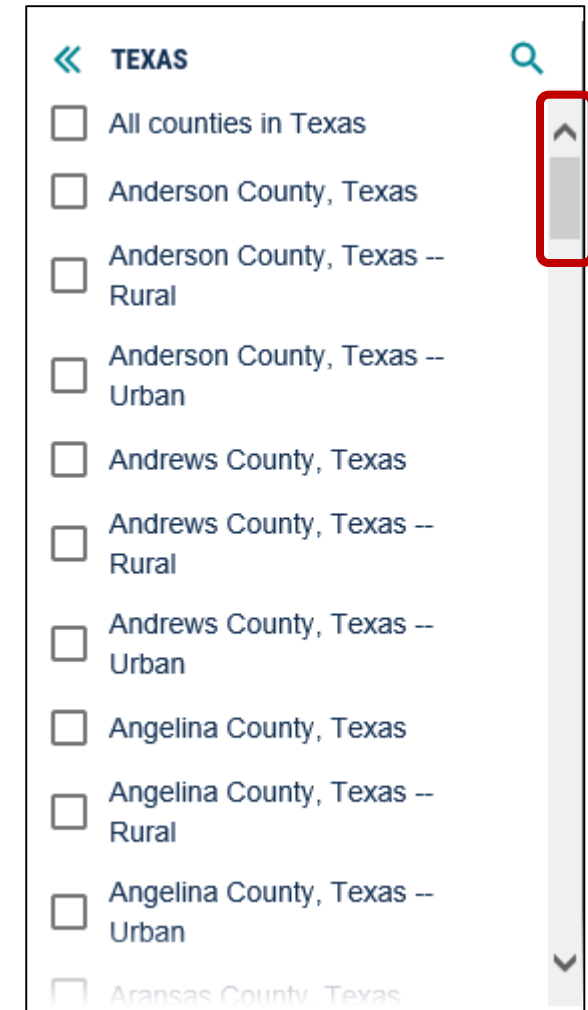 TEXAS
All counties in Texas
Anderson County, Texas
Anderson County, Texas --
Rural
Anderson County, Texas --
Urban
Andrews County, Texas
Andrews County, Texas --
Rural
Andrews County, Texas --
Urban
Angelina County, Texas
Angelina County, Texas --
Rural
Angelina County, Texas --
Urban
Aransas County, Texas